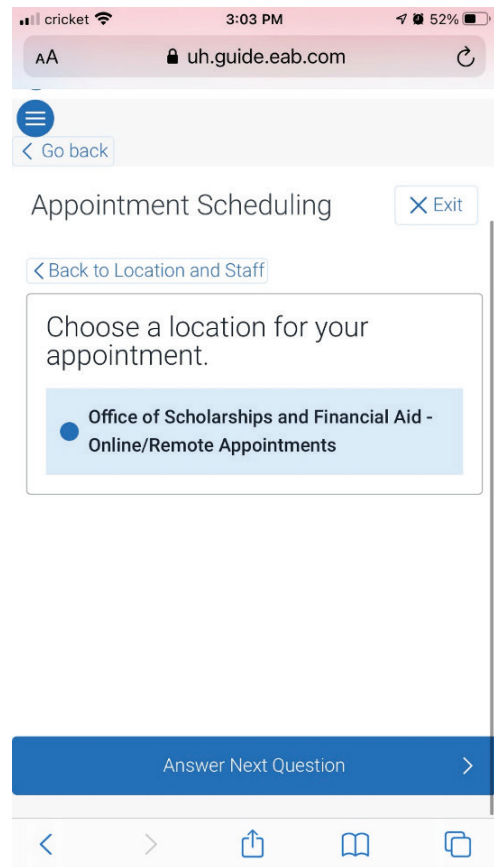 cricket 3:03 PM 52%
AA uh.guide.eab.com
Go back
Appointment Scheduling Exit
Back to Location and Staff
Choose a location for your
appointment.
Office of Scholarships and Financial Aid -
Online/Remote Appointments
Answer Next Question